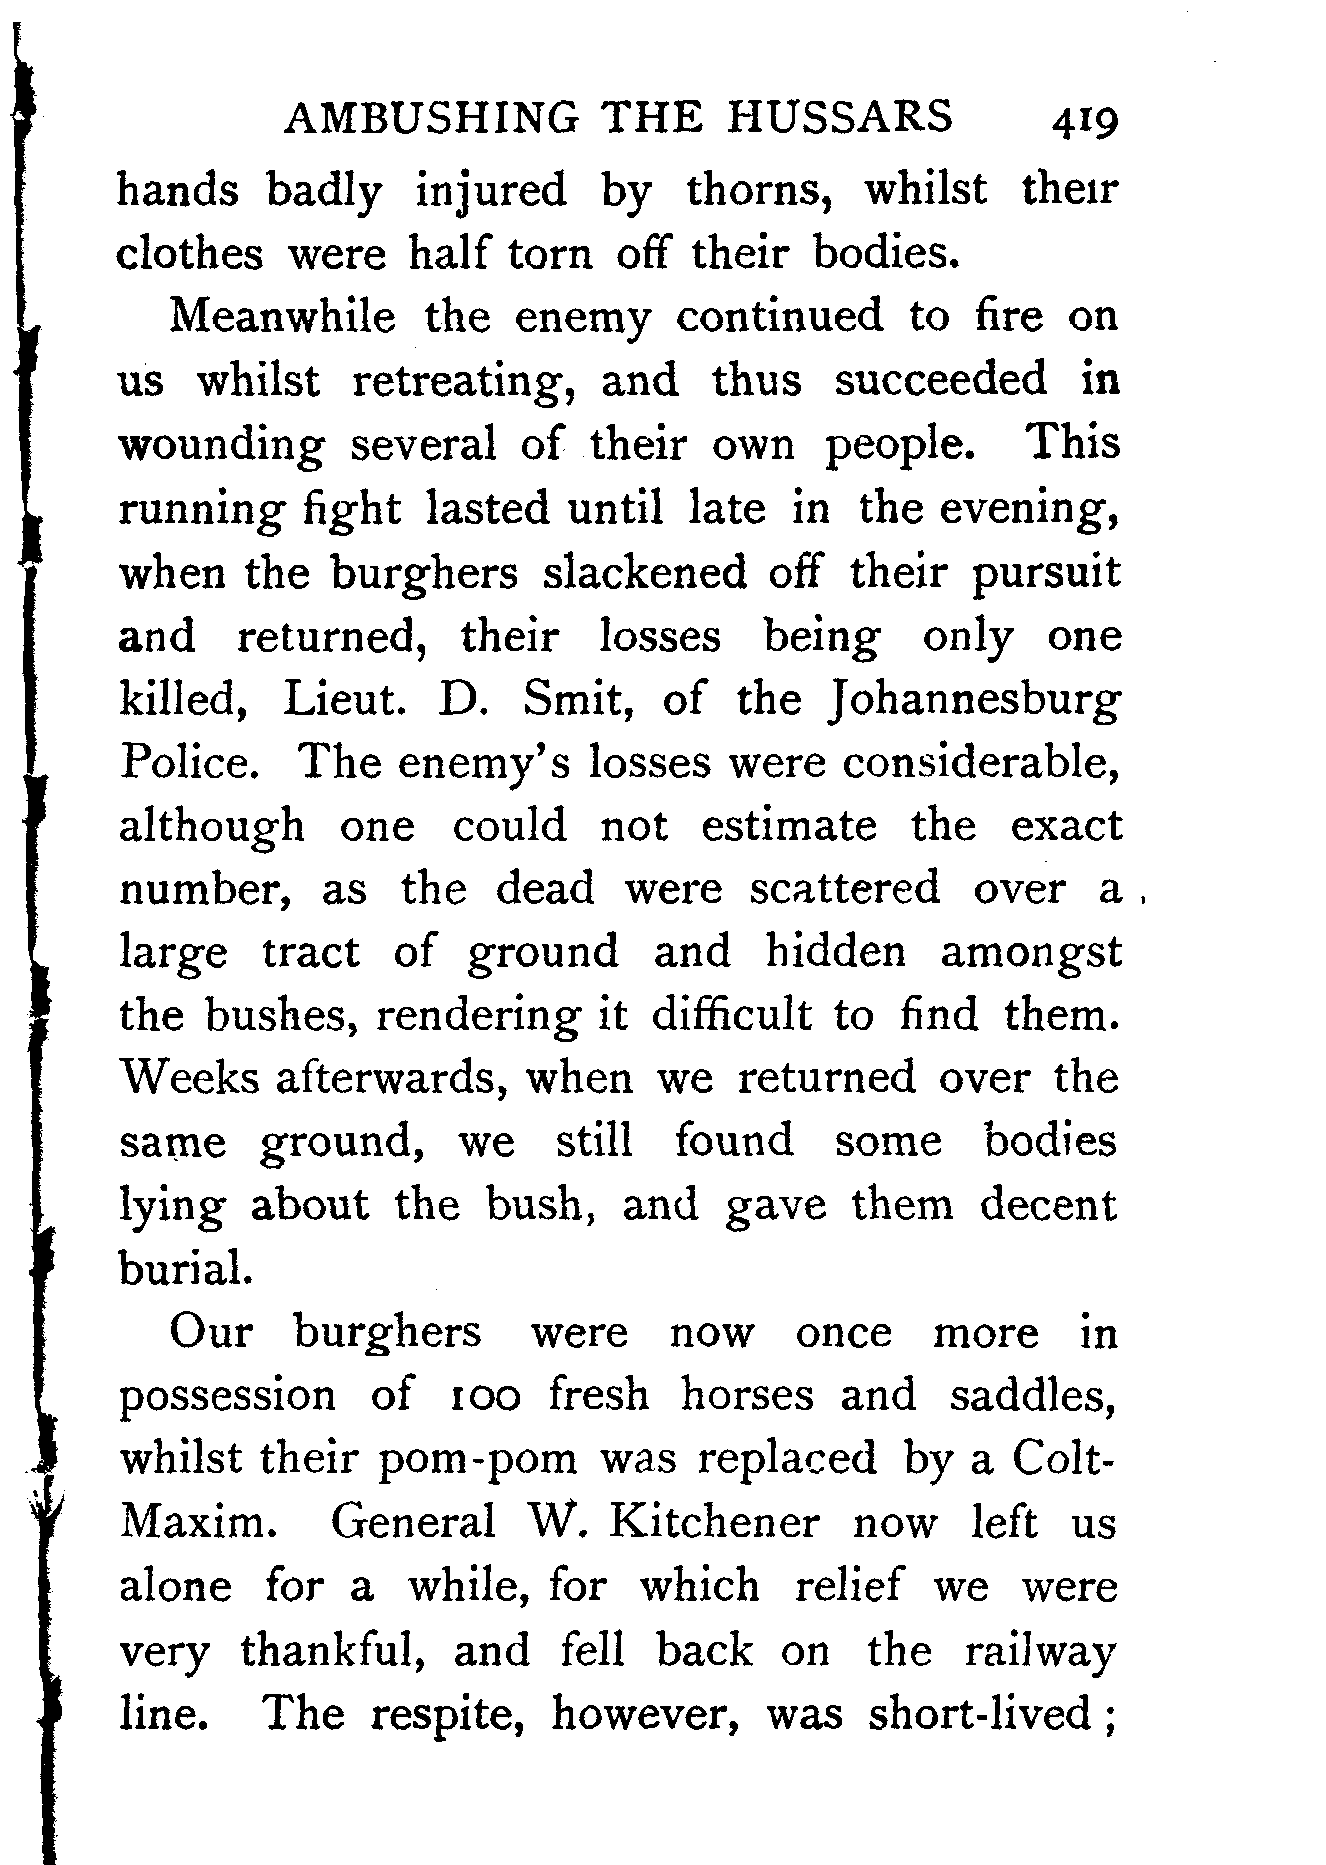 AMBUSHING THE HUSSARS 419
hands badly injured by thorns, whilst their
clothes were half torn off their bodies.
Meanwhile the enemy continued to fire on
us whilst retreating, and thus succeeded in
wounding several of their own people. This
running fight lasted until late in the evening,
when the burghers slackened off their pursuit
and returned, their losses being only one
killed, Lieut. D. Smit, of the Johannesburg
Police. The enemy's losses were considerable,
although one could not estimate the exact
number, as the dead were scattered over a
large tract of ground and hidden amongst
the bushes, rendering it difficult to find them.
Weeks afterwards, when we returned over the
same ground, we still found some bodies
lying about the bush, and gave them decent
burial.
Our burghers were now once more in
possession of 100 fresh horses and saddles,
whilst their pom-pom was replaced by a Colt-
Maxim. General W. Kitchener now left us
alone for a while, for which relief we were
very thankful, and fell back on the railway
line. The respite, however, was short-lived ;